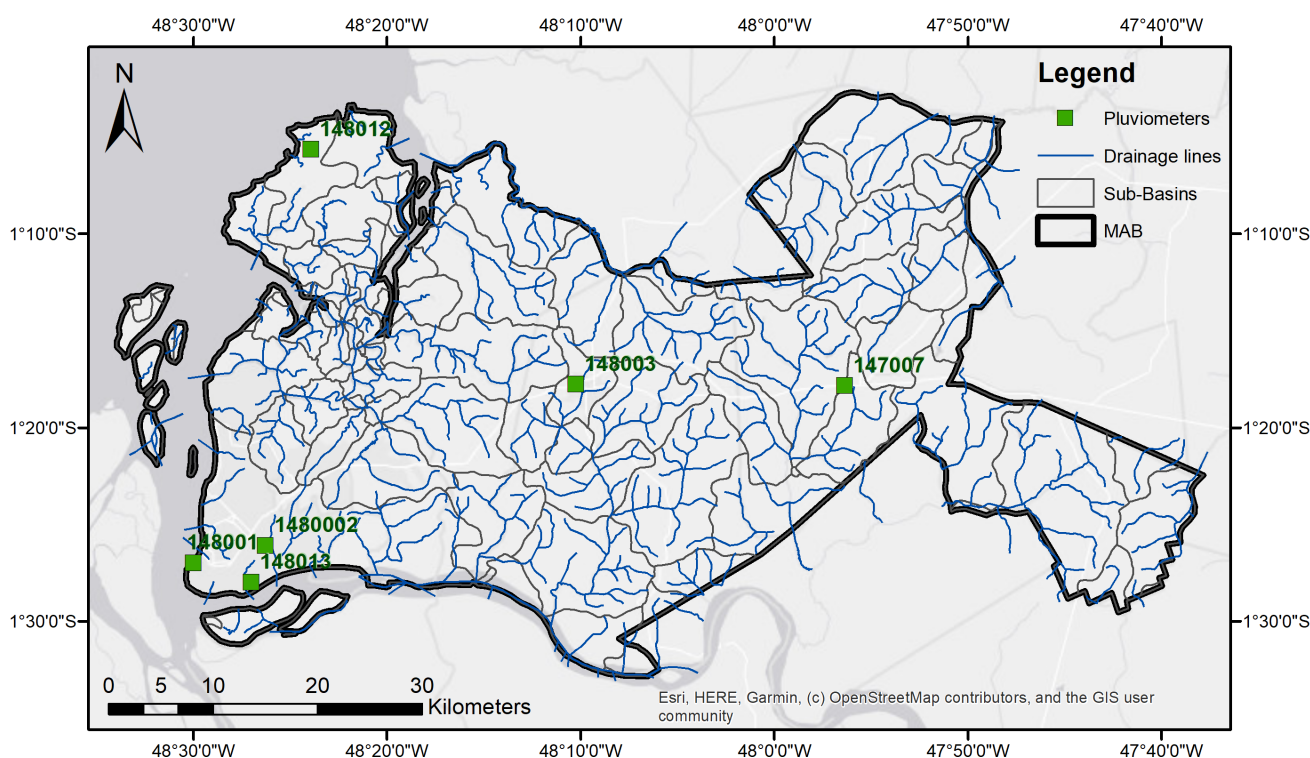 48°30'0"W 48°20'0"W 48°10'0"W 48°0'0"W 47°50'0"W 47°40'0"W
N
Legend
Pluviometers
Drainage lines
Sub-Basins
MAB
148012
1°10'0"S 1°10'0"S
148003
147007
1°20'0"S 1°20'0"S
1480002
148001
148013
1°30'0"S 1°30'0"S
0 5 10 20 30
Kilometers
Esri, HERE, Garmin, (c) OpenStreetMap contributors, and the GIS user
community
48°30'0"W 48°20'0"W 48°10'0"W 48°0'0"W 47°50'0"W 47°40'0"W